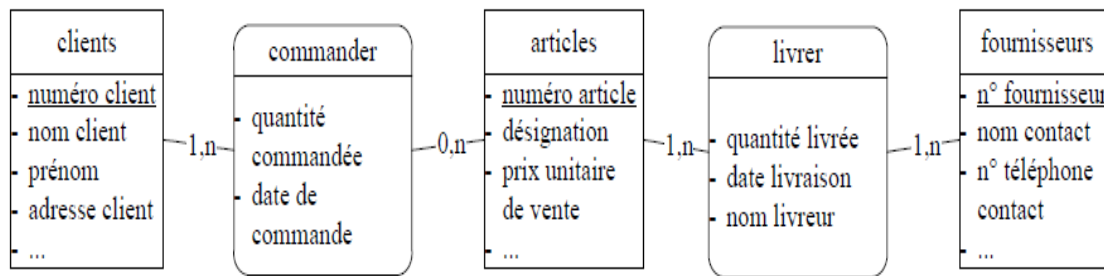 clients
- numéro client
- nom client
- prénom
- adresse client
- ...
1,n
commander
- quantité
commandée
- date de
commande
0,n
articles
- numéro article
- désignation
- prix unitaire
de vente
- ...
1,n
livrer
- quantité livrée
- date livraison
- nom livreur
1,n
fournisseurs
- n° fournisseur
- nom contact
- n° téléphone
contact
- ...